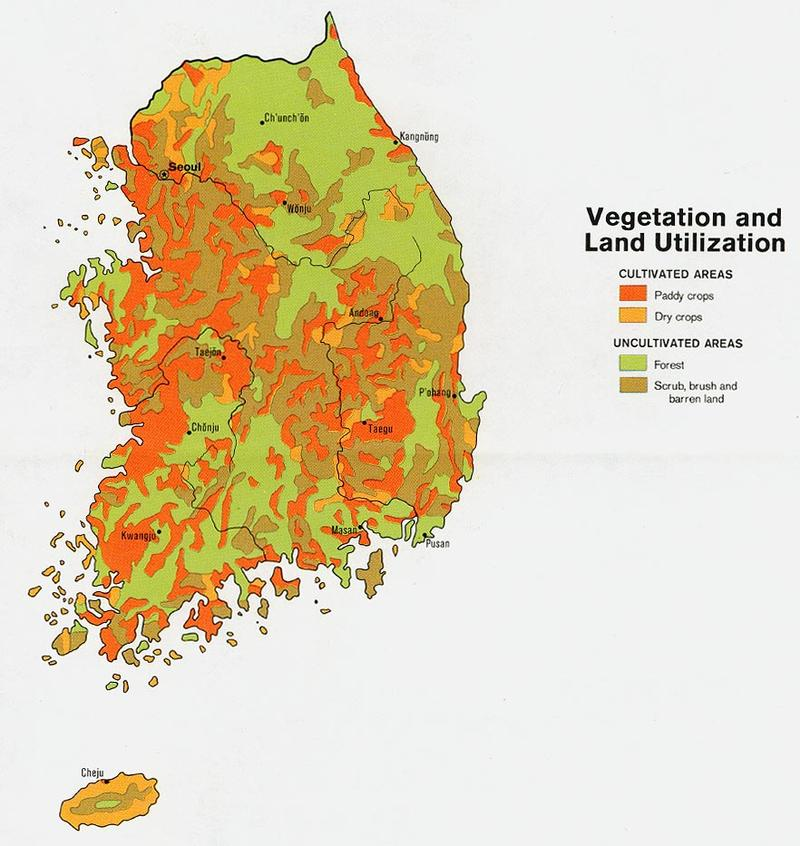 Ch'unch'ŏn
Kangnŭng
Seoul
Wŏnju
Vegetation and
Land Utilization
CULTIVATED AREAS
Paddy crops
Dry crops
UNCULTIVATED AREAS
Forest
Scrub, brush and
barren land
Andong
Taejŏn
P'ohang
Chŏnju
Taegu
Kwangju
Masan
Pusan
Cheju